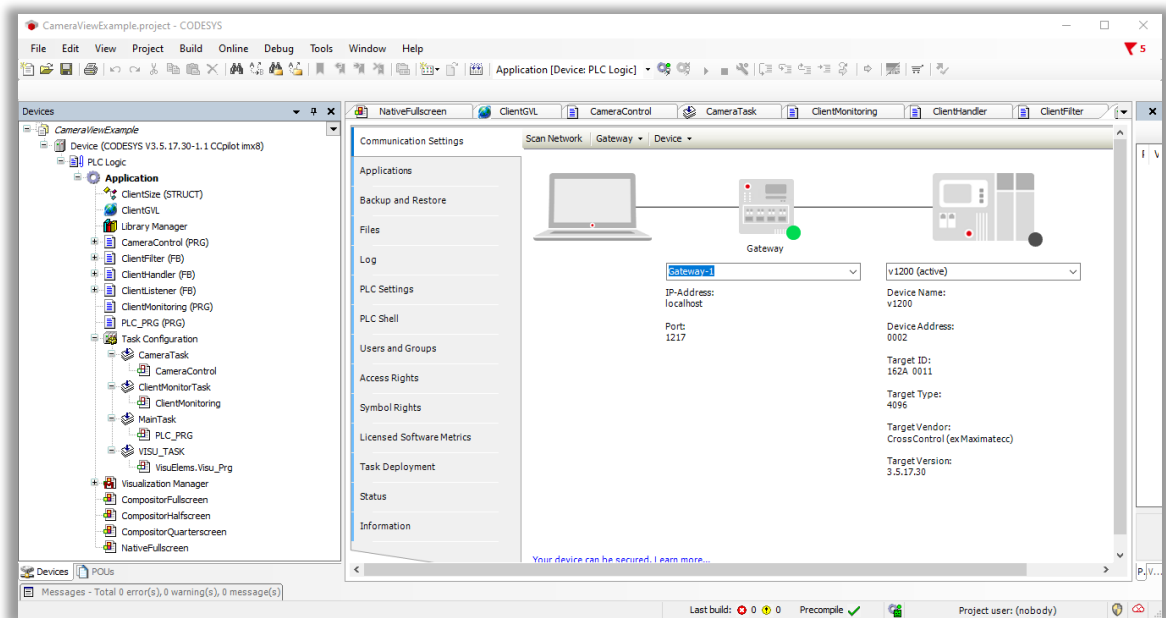 CameraViewExample.project - CODESYS
File Edit View Project Build Online Debug Tools Window Help
5
Application [Device: PLC Logic]
Devices
NativeFullscreen ClientGVL CameraControl CameraTask ClientMonitoring ClientHandler ClientFilter
CameraViewExample
Device (CODESYS V3.5.17.30-1.1 CCpilot imx8)
PLC Logic
Application
ClientSize (STRUCT)
ClientGVL
Library Manager
CameraControl (PRG)
ClientFilter (FB)
ClientHandler (FB)
ClientListener (FB)
ClientMonitoring (PRG)
PLC_PRG (PRG)
Task Configuration
CameraTask
CameraControl
ClientMonitorTask
ClientMonitoring
MainTask
PLC_PRG
VISU_TASK
VisuElems.Visu_Prg
Visualization Manager
CompositorFullscreen
CompositorHalfscreen
CompositorQuarterscreen
NativeFullscreen
Devices POUs
Communication Settings
Applications
Backup and Restore
Files
Log
PLC Settings
PLC Shell
Users and Groups
Access Rights
Symbol Rights
Licensed Software Metrics
Task Deployment
Status
Information
Scan Network Gateway Device
Gateway
Gateway-1
IP-Address:
localhost
Port:
1217
v1200 (active)
Device Name:
v1200
Device Address:
0002
Target ID:
162A 0011
Target Type:
4096
Target Vendor:
CrossControl (ex Maximatecc)
Target Version:
3.5.17.30
Your device can be secured. Learn more...
P. V...
Messages - Total 0 error(s), 0 warning(s), 0 message(s)
Last build: 0 0 Precompile Project user: (nobody)